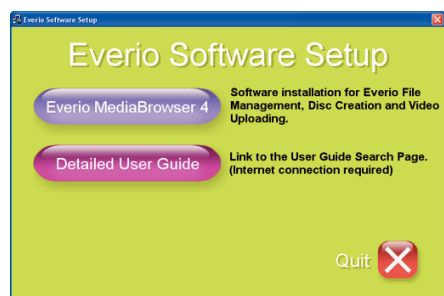 Everio Software Setup
Everio Software Setup
Everio MediaBrowser 4
Software installation for Everio File
Management, Disc Creation and Video
Uploading.
Detailed User Guide
Link to the User Guide Search Page.
(Internet connection required)
Quit